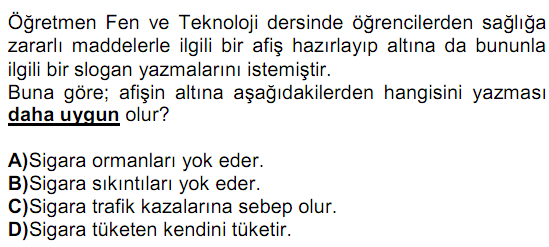 Öğretmen Fen ve Teknoloji dersinde öğrencilerden sağlığa
zararlı maddelerle ilgili bir afiş hazırlayıp altına da bununla
ilgili bir slogan yazmalarını istemiştir.
Buna göre; afişin altına aşağıdakilerden hangisini yazması
daha uygun olur?
A)Sigara ormanları yok eder.
B)Sigara sıkıntıları yok eder.
C)Sigara trafik kazalarına sebep olur.
D)Sigara tüketen kendini tüketir.